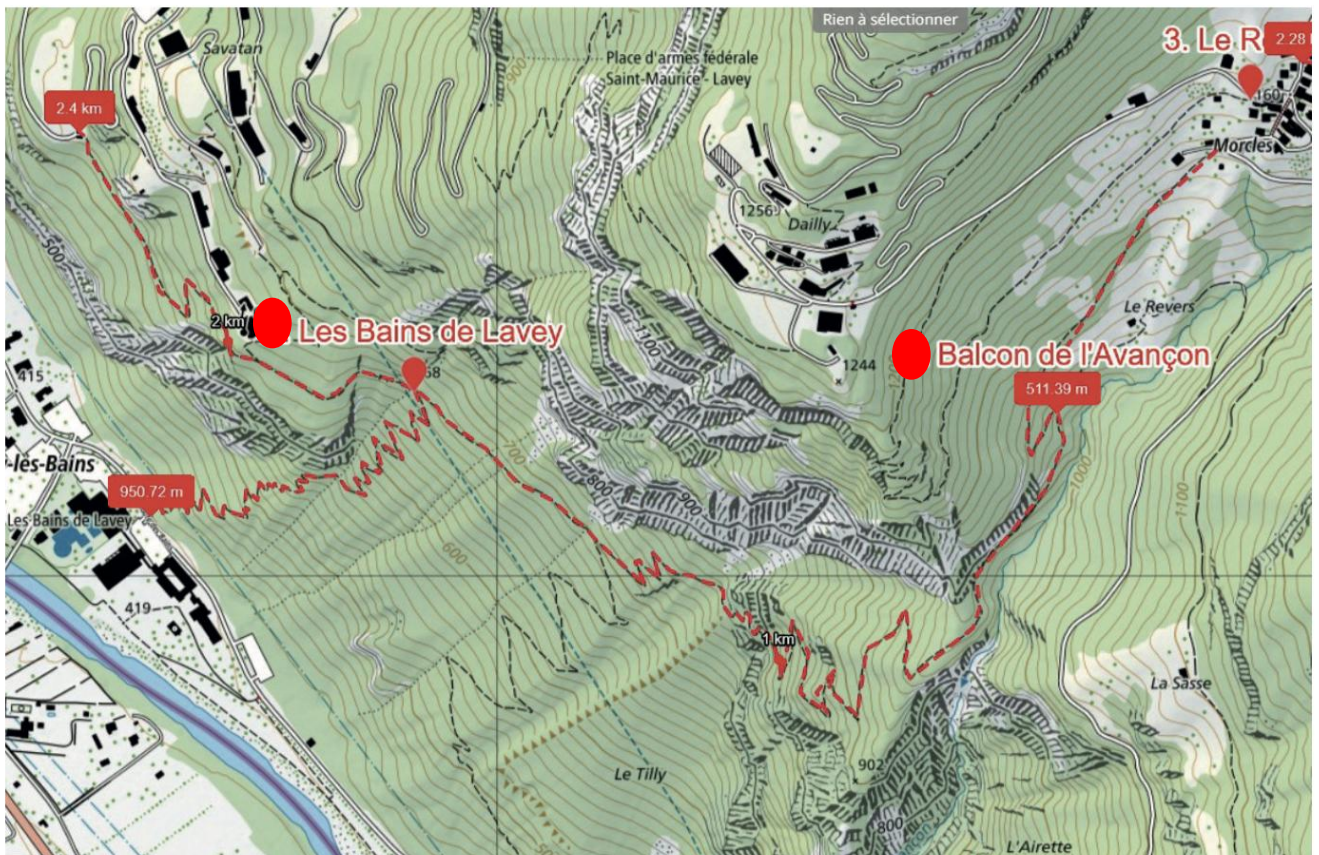 Rien à sélectionner
3. Le R
2.28
Savatan
Place d'armes fédérale
Saint-Maurice - Lavey
900
2.4 km
160
Morcles
1256
Dailly
500
Le Revers
2 km
Les Bains de Lavey
1100
1244
Balcon de l'Avançon
415
68
511.39 m
700
-les-Bains
800
900
1000
1100
950.72 m
Les Bains de Lavey
600
419
1 km
La Sasse
Le Tilly
902
800
L'Airette